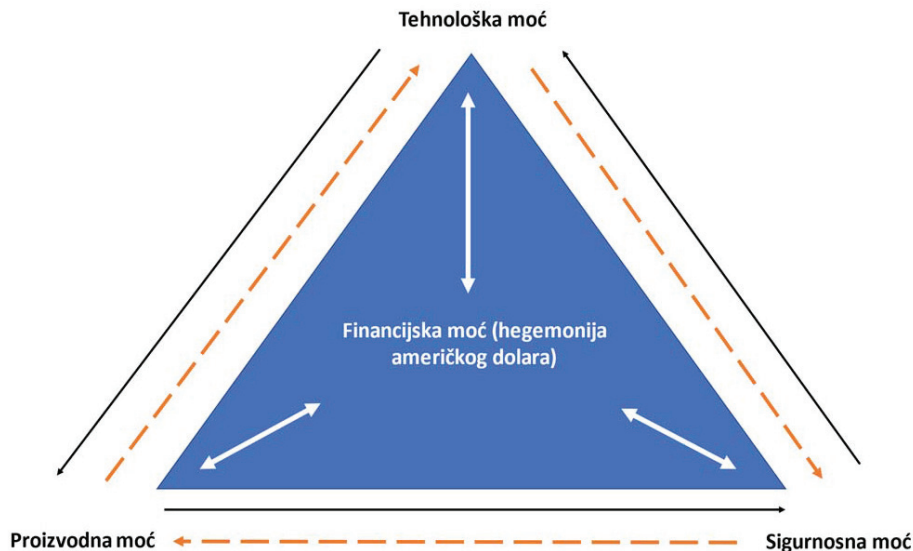 Tehnološka moć
Financijska moć (hegemonija
američkog dolara)
Proizvodna moć
Sigurnosna moć